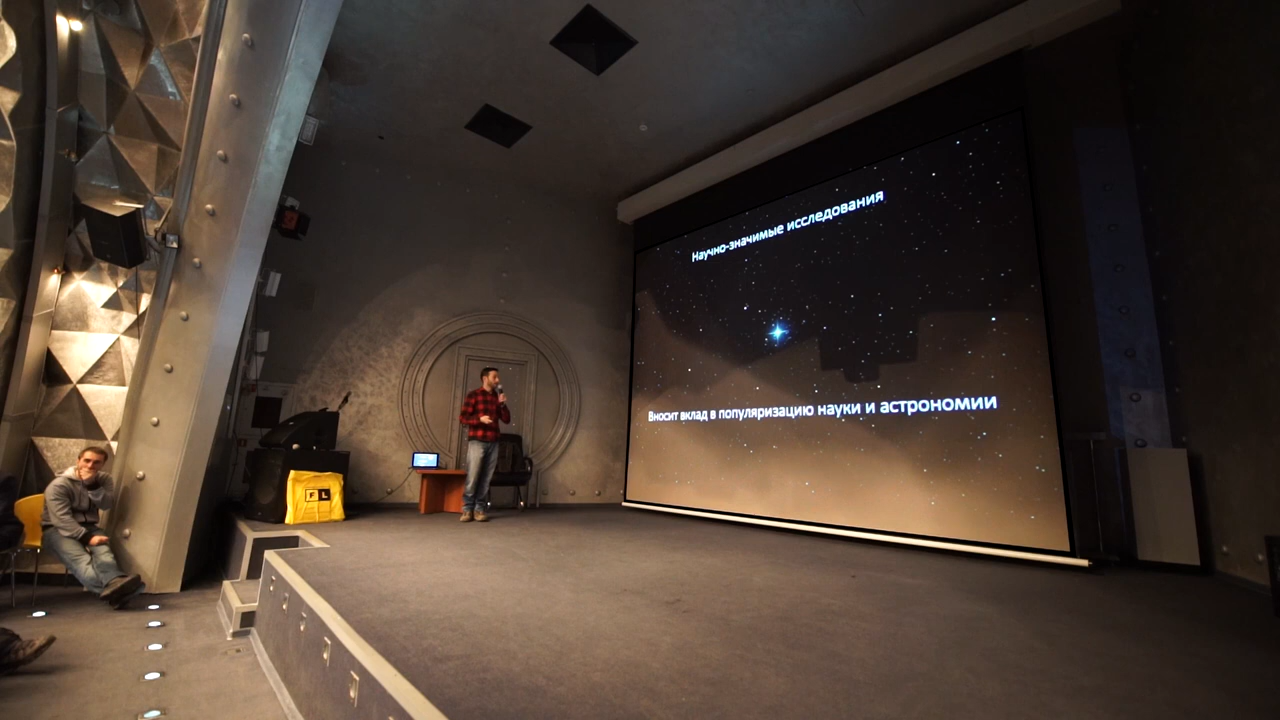 Научно-значимые исследования
Вносит вклад в популяризацию науки и астрономии
F L